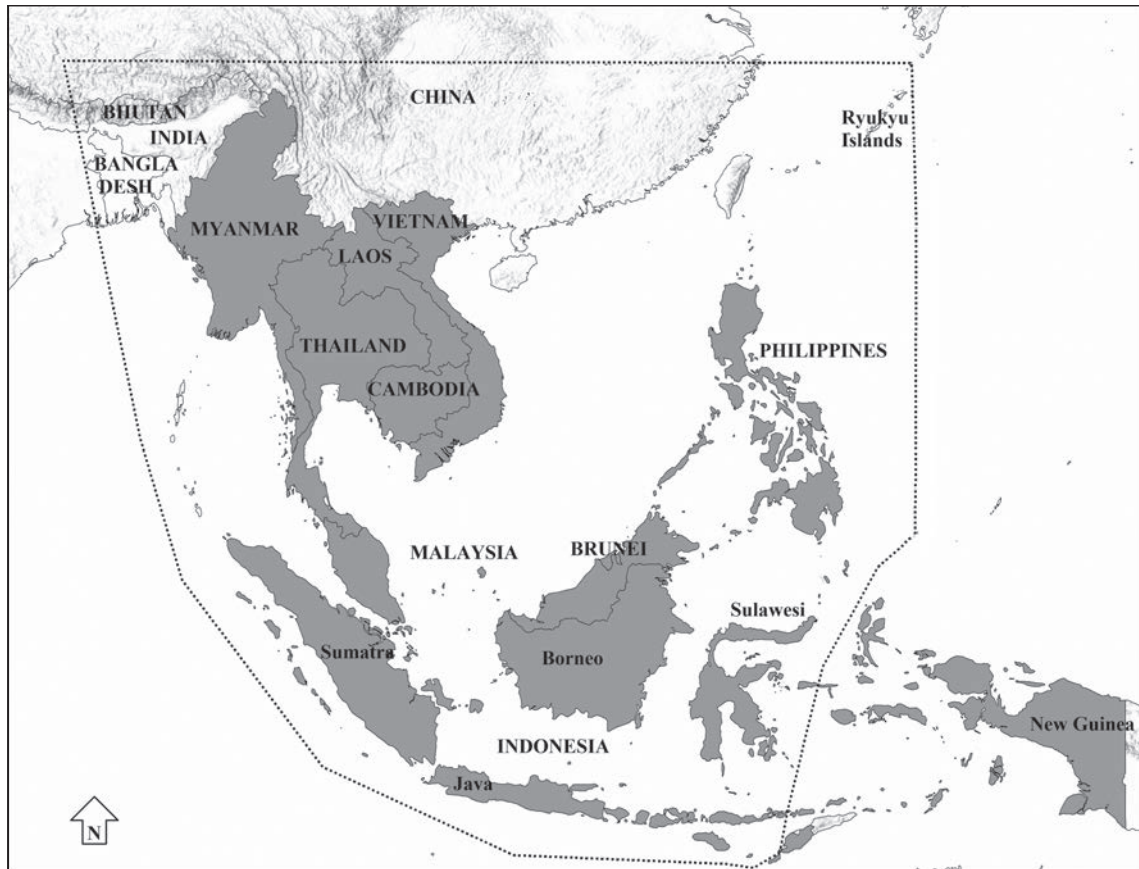 CHINA
BHUTAN
INDIA
Ryukyu
Islands
BANGLA
DESH
MYANMAR
VIETNAM
LAOS
THAILAND
PHILIPPINES
CAMBODIA
MALAYSIA
BRUNEI
Sulawesi
Sumatra
Borneo
New Guinea
INDONESIA
Java
N